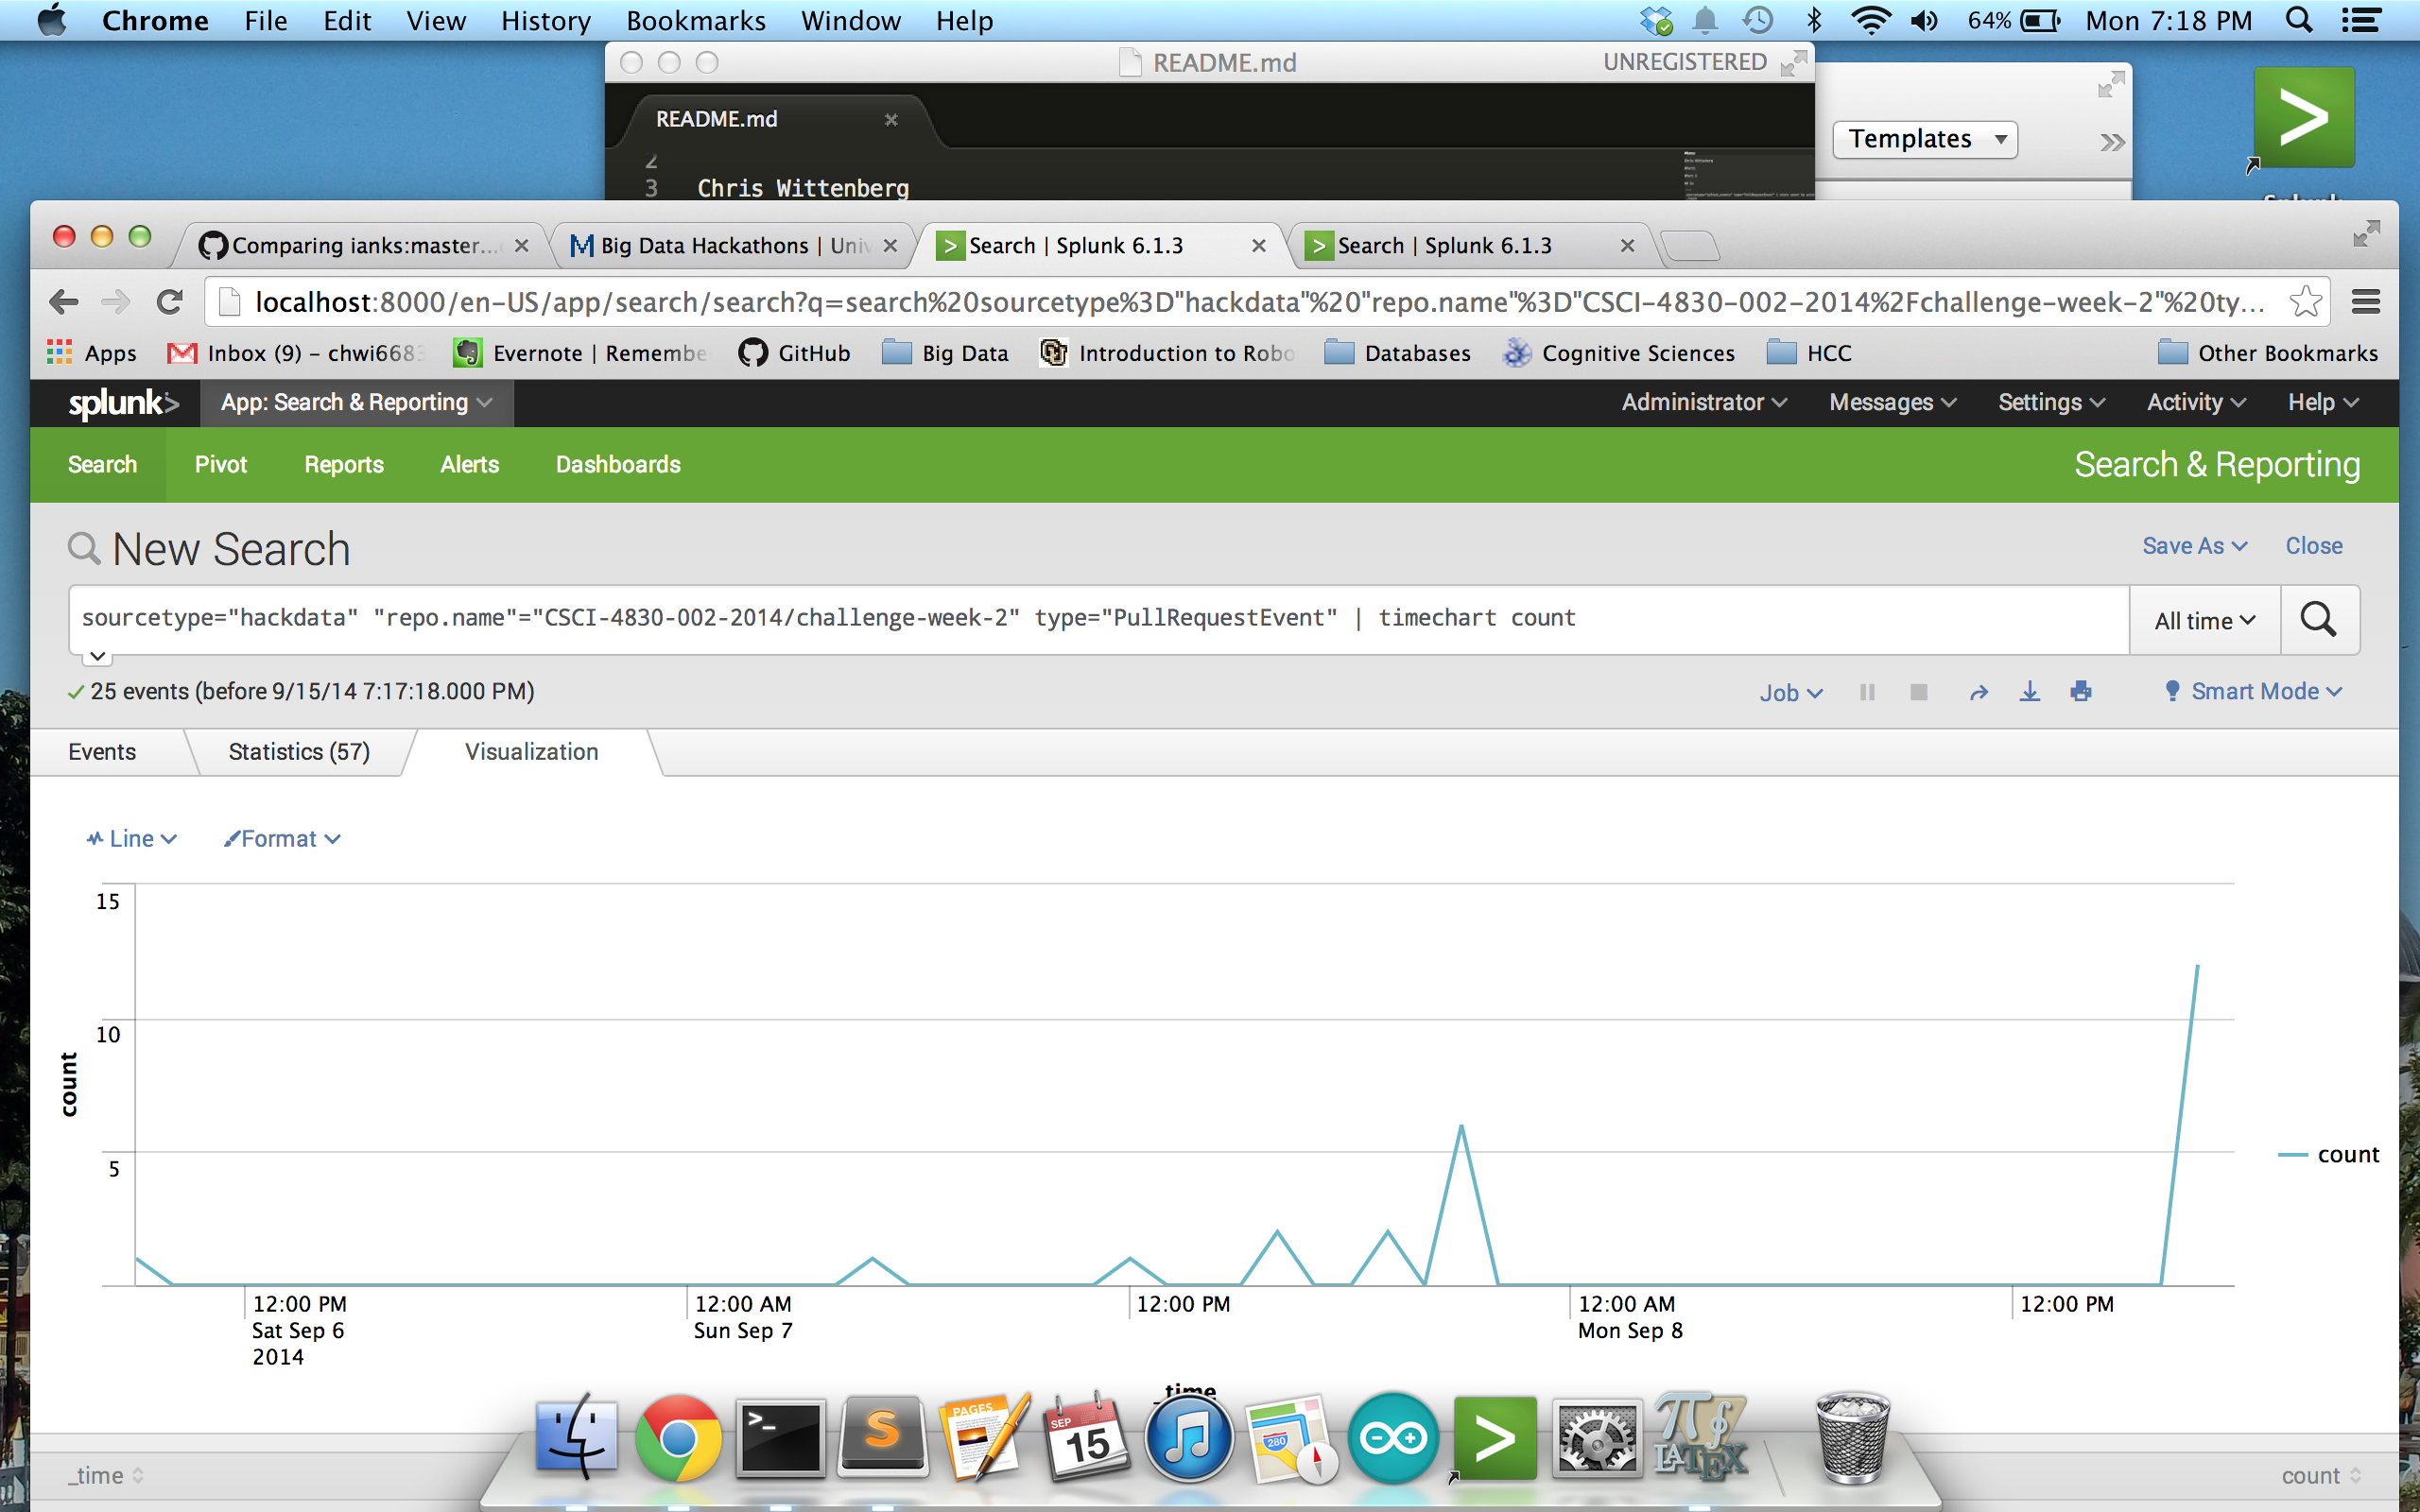 Chrome File Edit View History Bookmarks Window Help 64% Mon 7:18 PM
README.md UNREGISTERED
README.md
Templates
2
3 Chris Wittenberg
Comparing ianks:master... Big Data Hackathons | Univ Search | Splunk 6.1.3 Search | Splunk 6.1.3
localhost:8000/en-US/app/search/search?q=search%20sourcetype%3D"hackdata"%20"repo.name"%3D"CSCI-4830-002-2014%2Fchallenge-week-2"%20ty...
Apps Inbox (9) - chwi6683 Evernote | Remembe GitHub Big Data Introduction to Robo Databases Cognitive Sciences HCC Other Bookmarks
splunk> App: Search & Reporting Administrator Messages Settings Activity Help
Search Pivot Reports Alerts Dashboards Search & Reporting
New Search Save As Close
sourcetype="hackdata" "repo.name"="CSCI-4830-002-2014/challenge-week-2" type="PullRequestEvent" | timechart count All time
25 events (before 9/15/14 7:17:18.000 PM) Job Smart Mode
Events Statistics (57) Visualization
Line Format
15
10
5
count
count
12:00 PM 12:00 AM 12:00 PM 12:00 AM 12:00 PM
Sat Sep 6 Sun Sep 7 Mon Sep 8
2014
_time
PAGES
SEP
15
280
LATEX
_time count